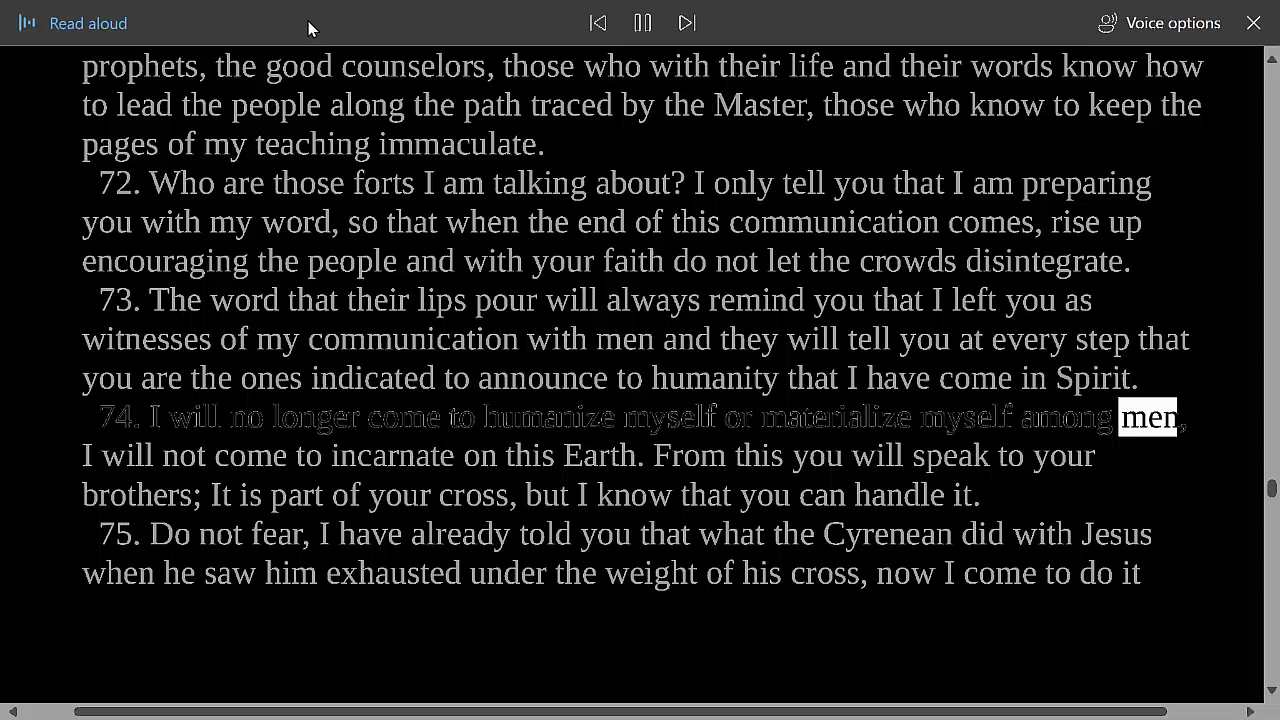 Read aloud
Voice options
prophets, the good counselors, those who with their life and their words know how
to lead the people along the path traced by the Master, those who know to keep the
pages of my teaching immaculate.
72. Who are those forts I am talking about? I only tell you that I am preparing
you with my word, so that when the end of this communication comes, rise up
encouraging the people and with your faith do not let the crowds disintegrate.
73. The word that their lips pour will always remind you that I left you as
witnesses of my communication with men and they will tell you at every step that
you are the ones indicated to announce to humanity that I have come in Spirit.
74. I will no longer come to humanize myself or materialize myself among men,
I will not come to incarnate on this Earth. From this you will speak to your
brothers; It is part of your cross, but I know that you can handle it.
75. Do not fear, I have already told you that what the Cyrenean did with Jesus
when he saw him exhausted under the weight of his cross, now I come to do it